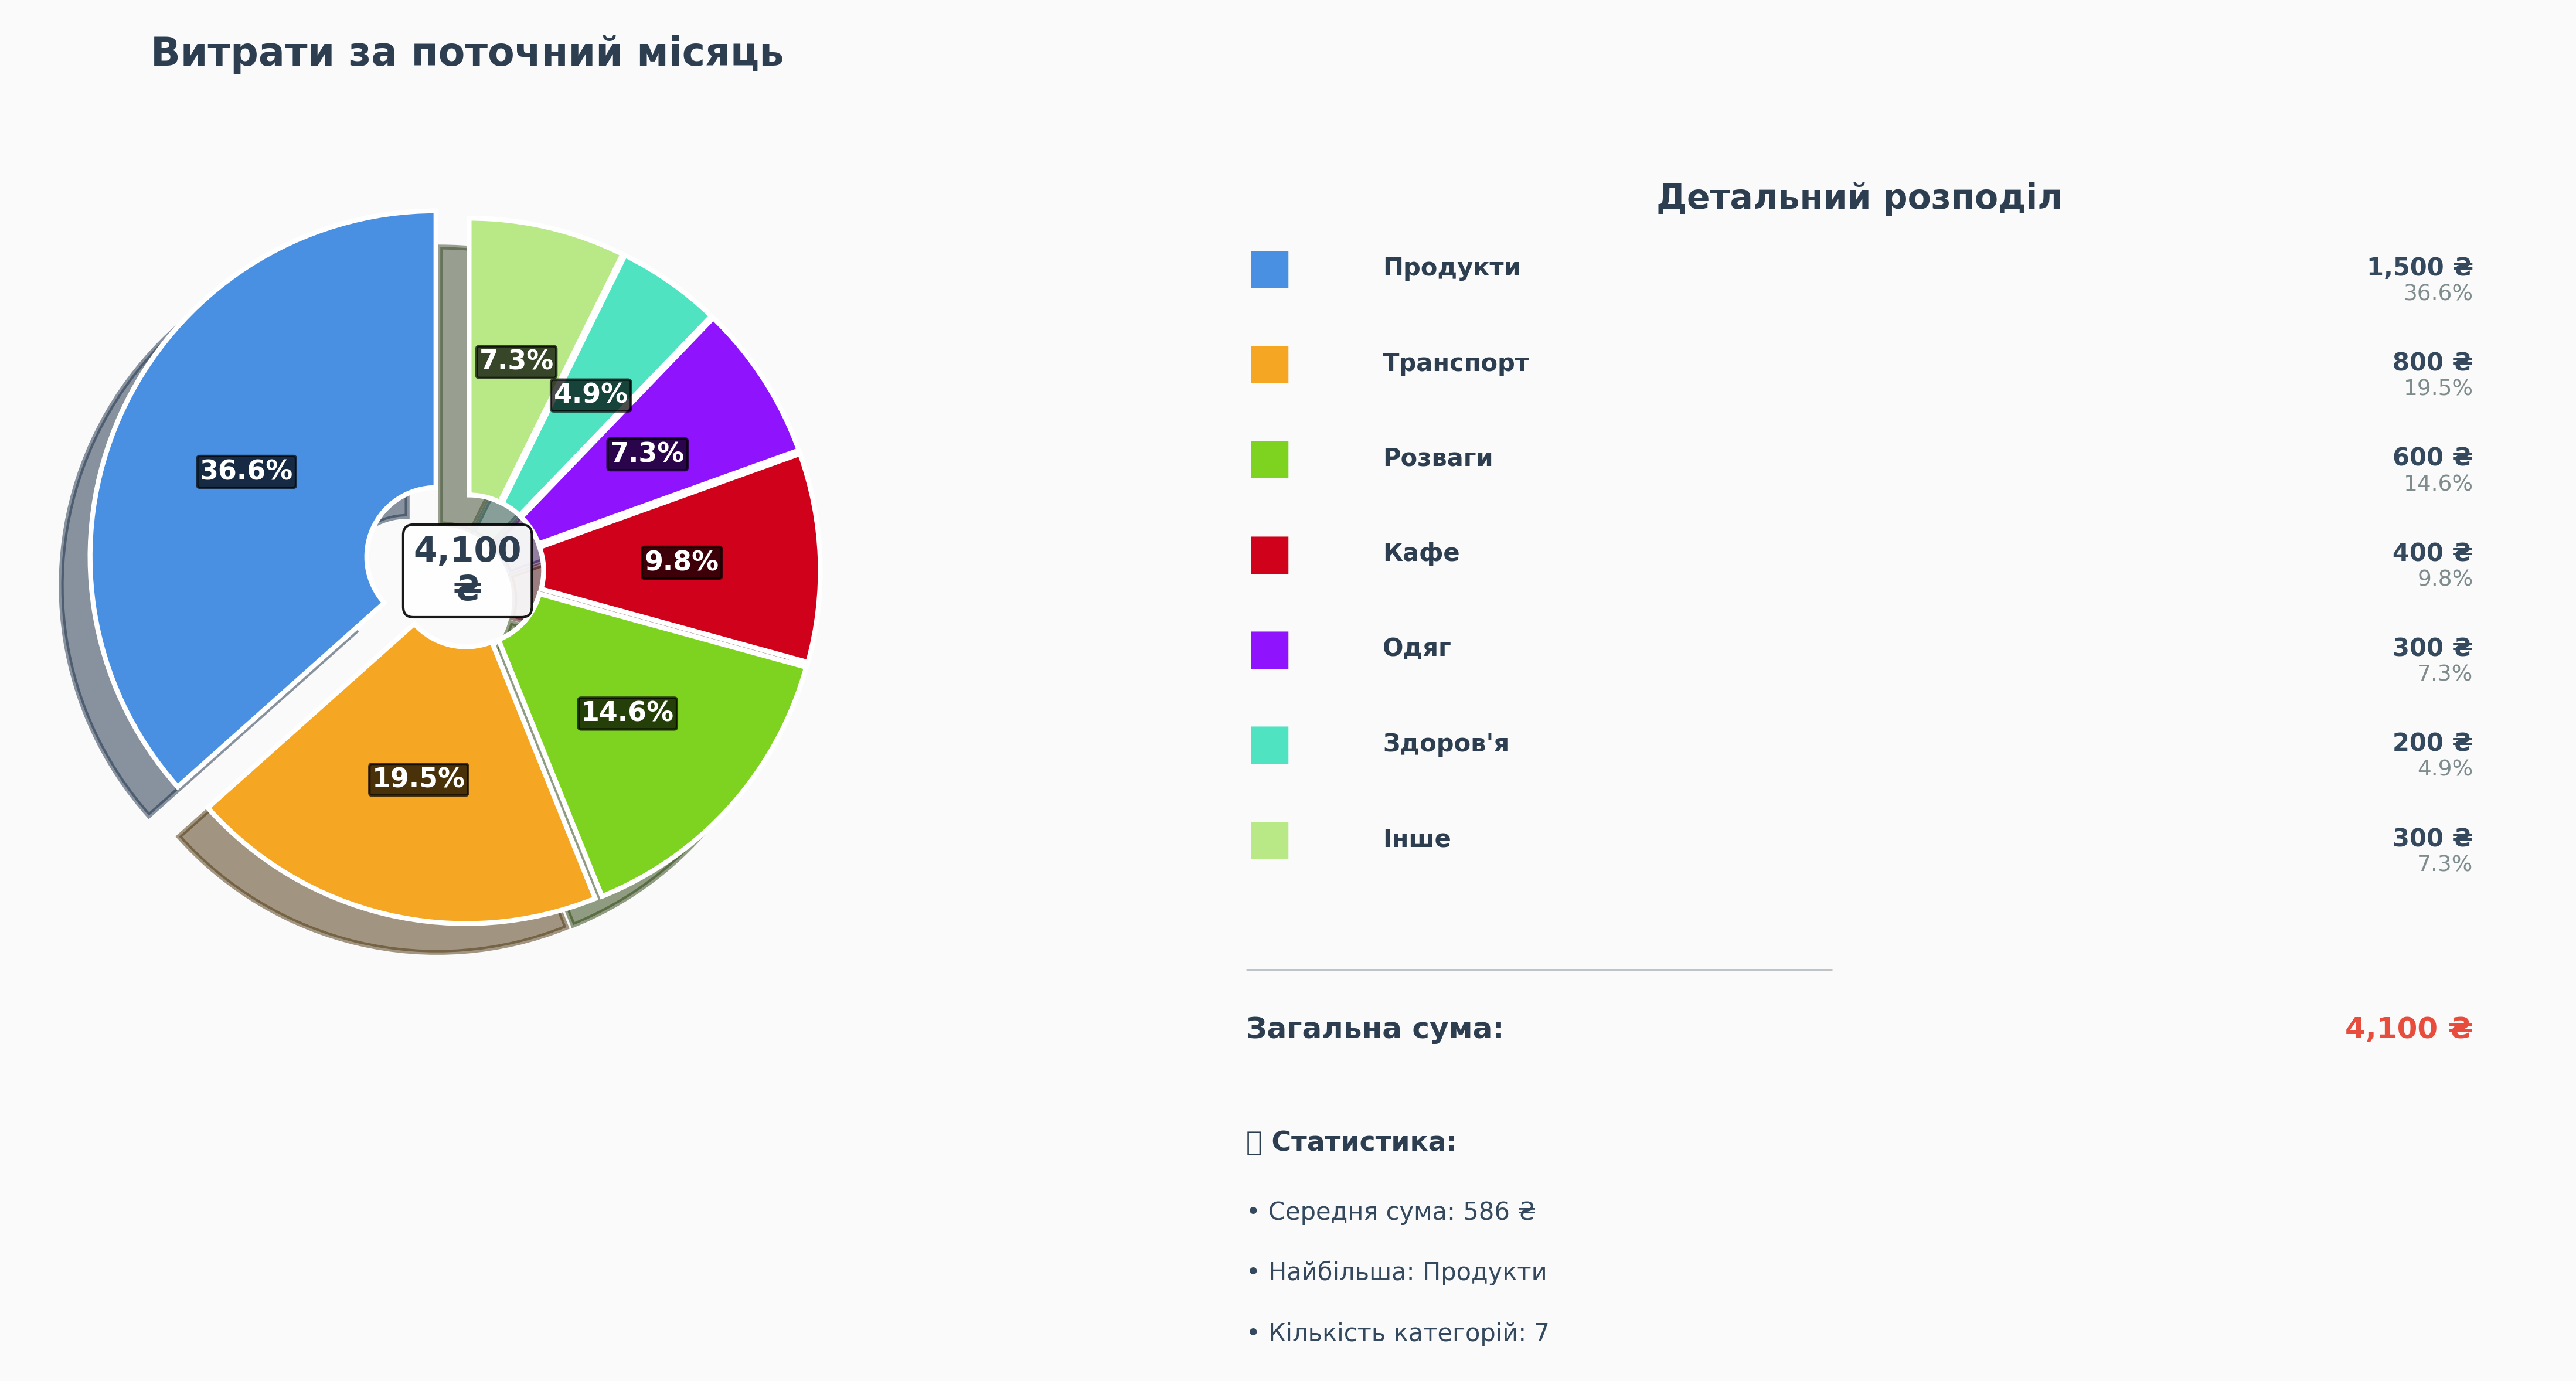 Витрати за поточний місяць
7.3%
4.9%
7.3%
36.6%
9.8%
4,100
₴
14.6%
19.5%
Детальний розподіл
Продукти 1,500 ₴
36.6%
Транспорт 800 ₴
19.5%
Розваги 600 ₴
14.6%
Кафе 400 ₴
9.8%
Одяг 300 ₴
7.3%
Здоров'я 200 ₴
4.9%
Інше 300 ₴
7.3%
Загальна сума: 4,100 ₴
Статистика:
• Середня сума: 586 ₴
• Найбільша: Продукти
• Кількість категорій: 7